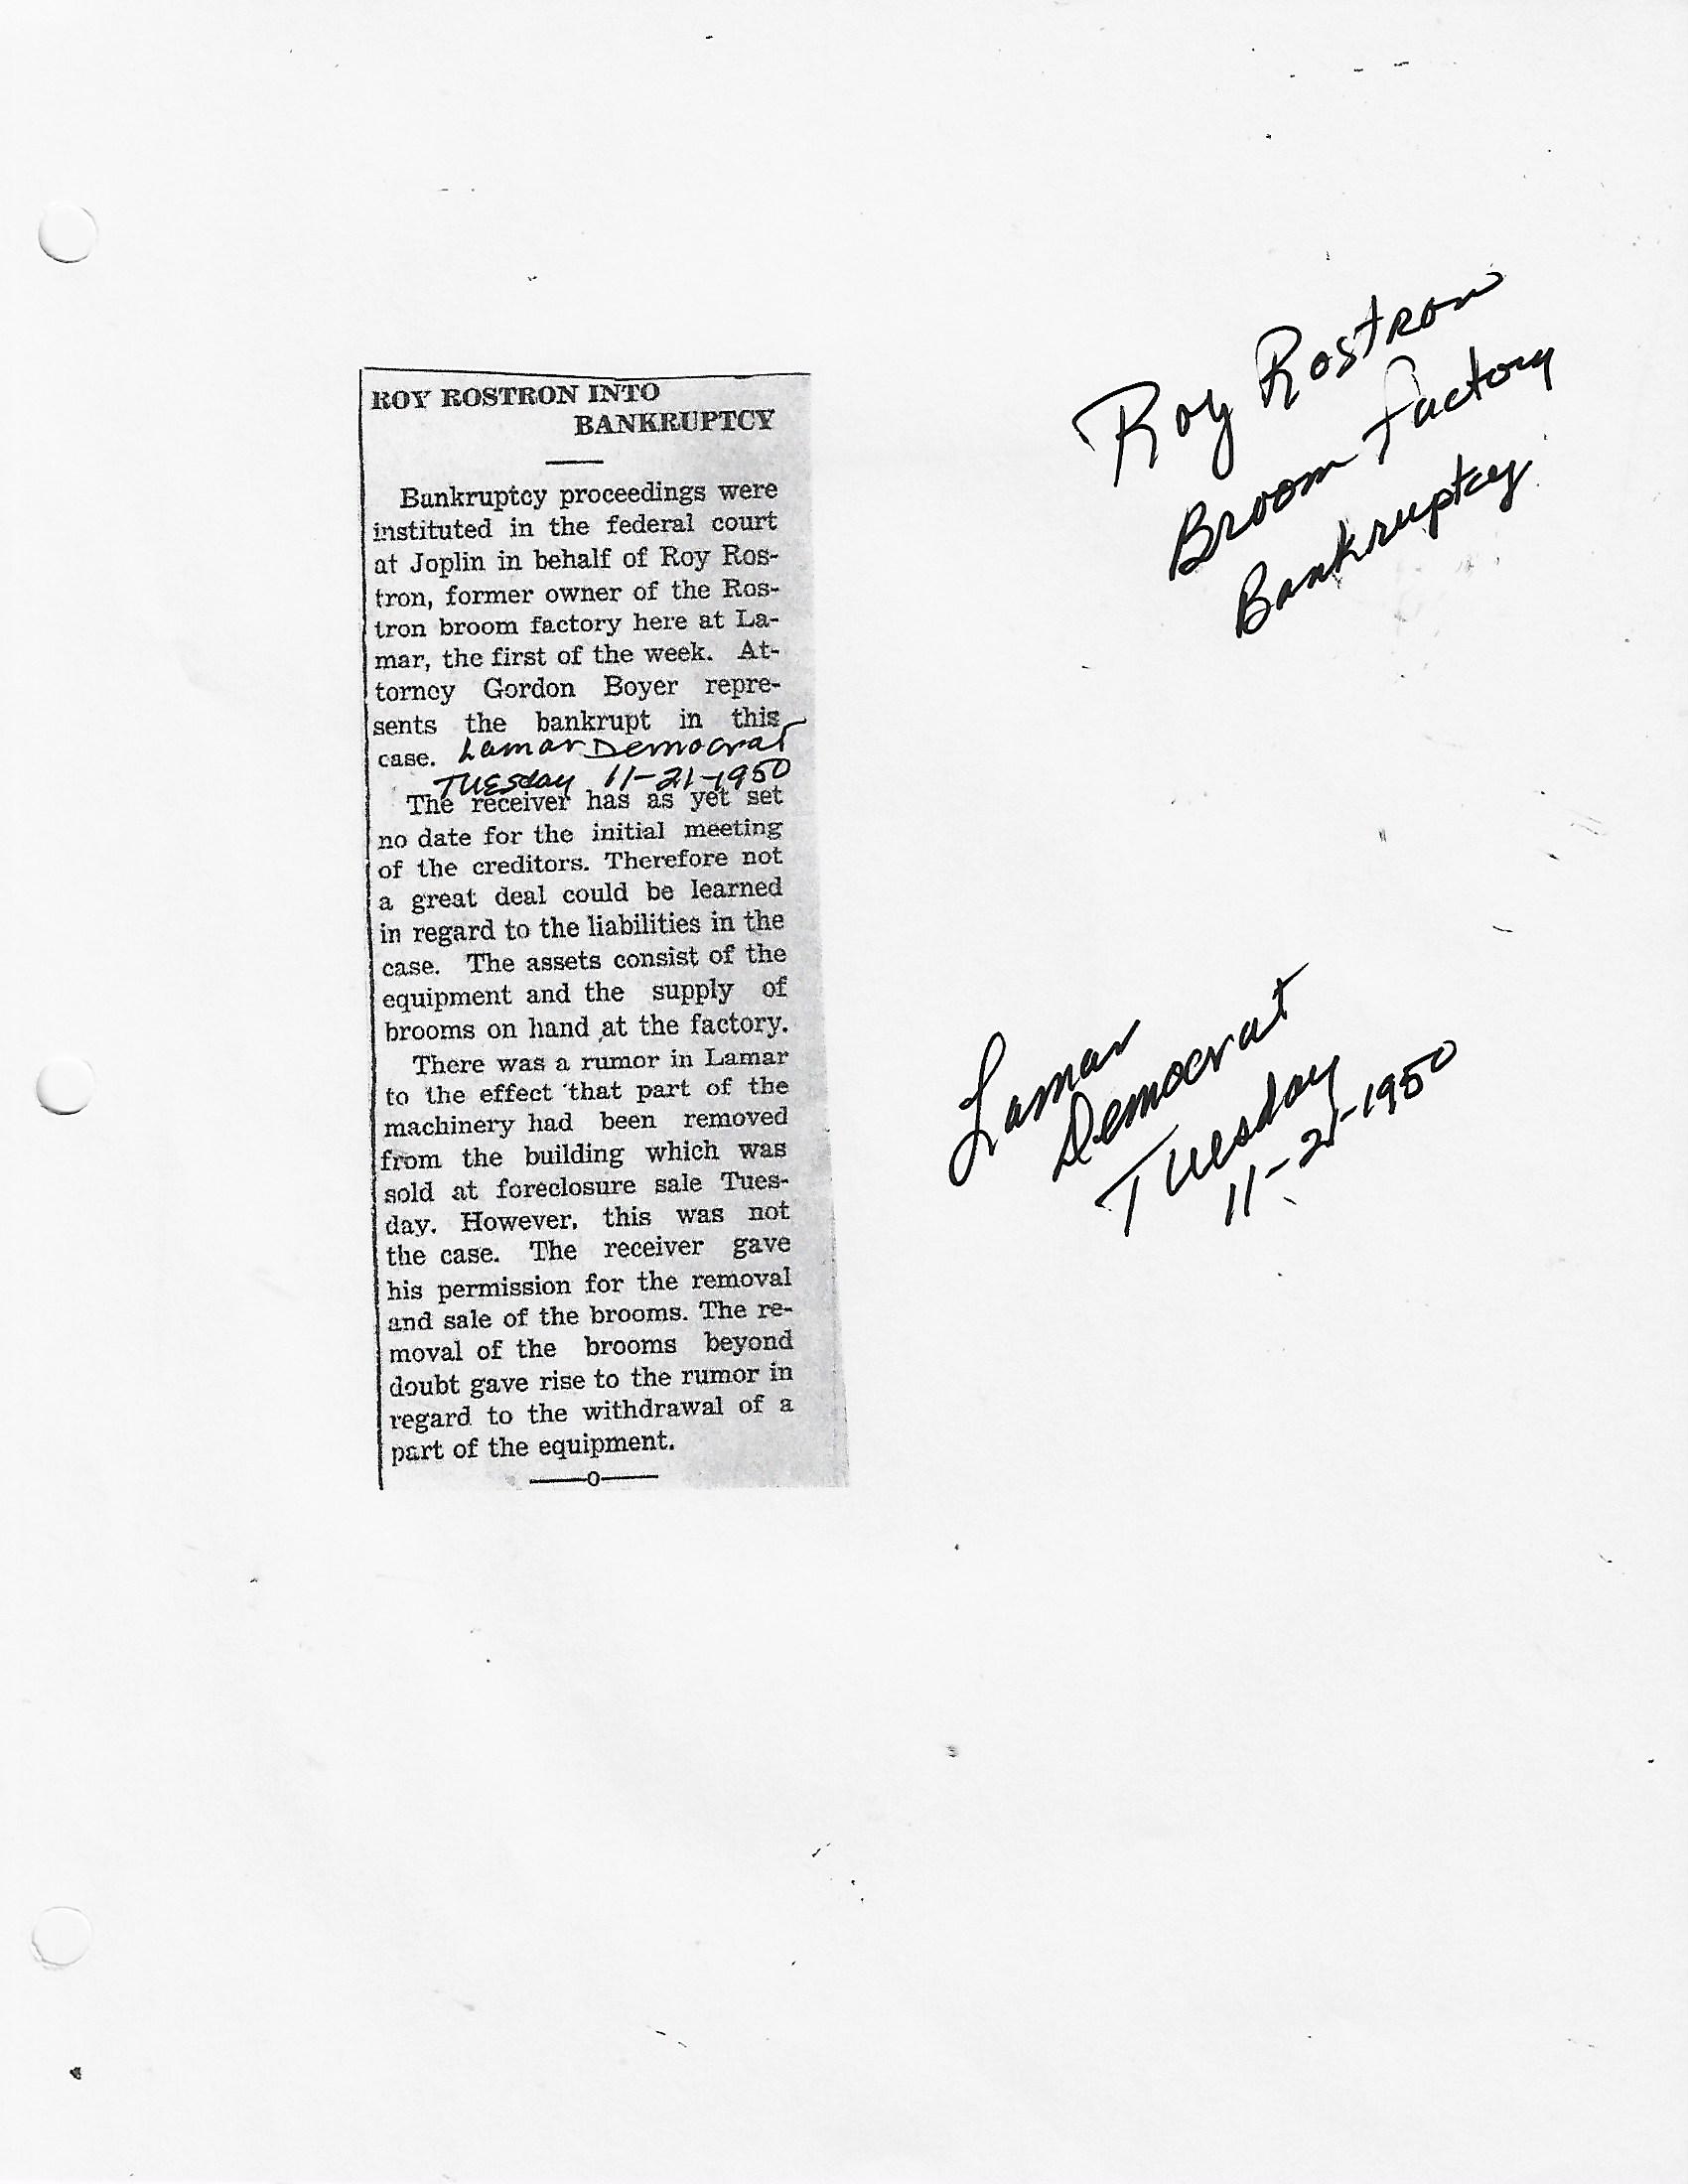 ROY ROSTRON INTO
BANKRUPTCY
Bankruptcy proceedings were
instituted in the federal court
at Joplin in behalf of Roy Ros-
tron, former owner of the Ros-
tron broom factory here at La-
mar, the first of the week. At-
torney Gordon Boyer repre-
sents the bankrupt in this
case. Lamar Democrat
TUESday 11-21-1950
The receiver has as yet set
no date for the initial meeting
of the creditors. Therefore not
a great deal could be learned
in regard to the liabilities in the
case. The assets consist of the
equipment and the supply of
brooms on hand at the factory.
There was a rumor in Lamar
to the effect that part of the
machinery had been removed
from the building which was
sold at foreclosure sale Tues-
day. However, this was not
the case. The receiver gave
his permission for the removal
and sale of the brooms. The re-
moval of the brooms beyond
doubt gave rise to the rumor in
regard to the withdrawal of a
part of the equipment.
—o—
Roy Rostron
Broom Factory
Bankruptcy
Lamar
Democrat
Tuesday
11-21-1950